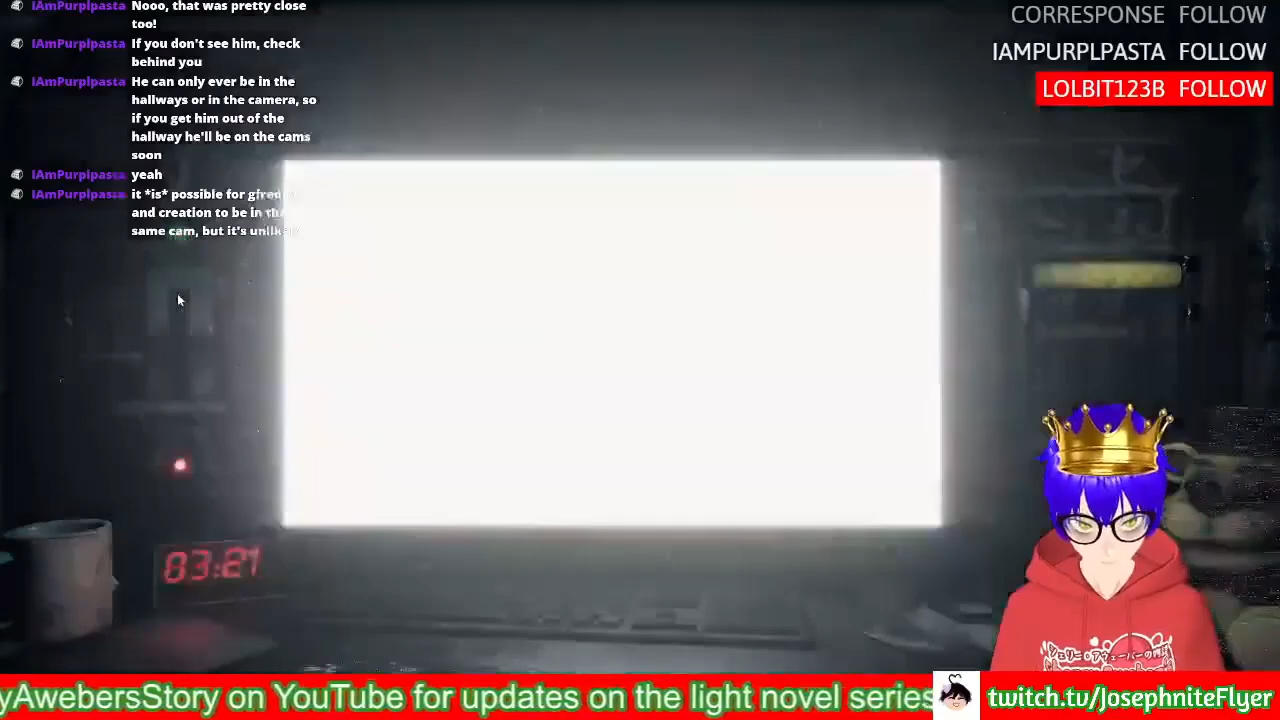 IAmPurplpasta Nooo, that was pretty close
too!
IAmPurplpasta If you don't see him, check
behind you
IAmPurplpasta He can only ever be in the
hallways or in the camera, so
if you get him out of the
hallway he'll be on the cams
soon
IAmPurplpasta yeah
IAmPurplpasta it *is* possible for gfred
and creation to be in the
same cam, but it's
CORRESPONSE FOLLOW
IAMPURPLPASTA FOLLOW
LOLBIT123B FOLLOW
03:27
yAwebersStory on YouTube for updates on the light novel series
twitch.tv/JosephniteFlyer